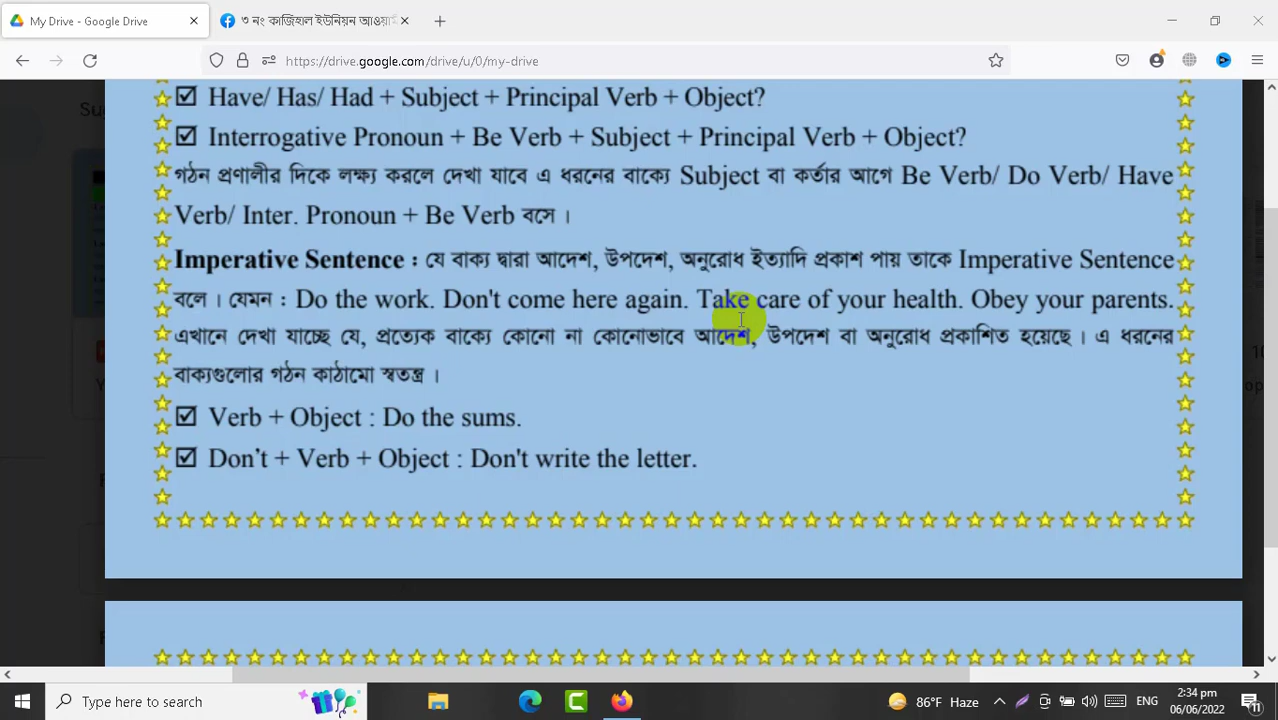 My Drive - Google Drive
৩ নং কাজিহাল ইউনিয়ন আওয়ামী
https://drive.google.com/drive/u/0/my-drive
Have/ Has/ Had + Subject + Principal Verb + Object?
Interrogative Pronoun + Be Verb + Subject + Principal Verb + Object?
গঠন প্রণালীর দিকে লক্ষ্য করলে দেখা যাবে এ ধরনের বাক্যে Subject বা কর্তার আগে Be Verb/ Do Verb/ Have
Verb/ Inter. Pronoun + Be Verb বসে।
Imperative Sentence : যে বাক্য দ্বারা আদেশ, উপদেশ, অনুরোধ ইত্যাদি প্রকাশ পায় তাকে Imperative Sentence
বলে। যেমন : Do the work. Don't come here again. Take care of your health. Obey your parents.
এখানে দেখা যাচ্ছে যে, প্রত্যেক বাক্যে কোনো না কোনোভাবে আদেশ, উপদেশ বা অনুরোধ প্রকাশিত হয়েছে। এ ধরনের
বাক্যগুলোর গঠন কাঠামো স্বতন্ত্র।
Verb + Object : Do the sums.
Don't + Verb + Object : Don't write the letter.
Type here to search
86°F Haze
ENG
2:34 pm
06/06/2022
11